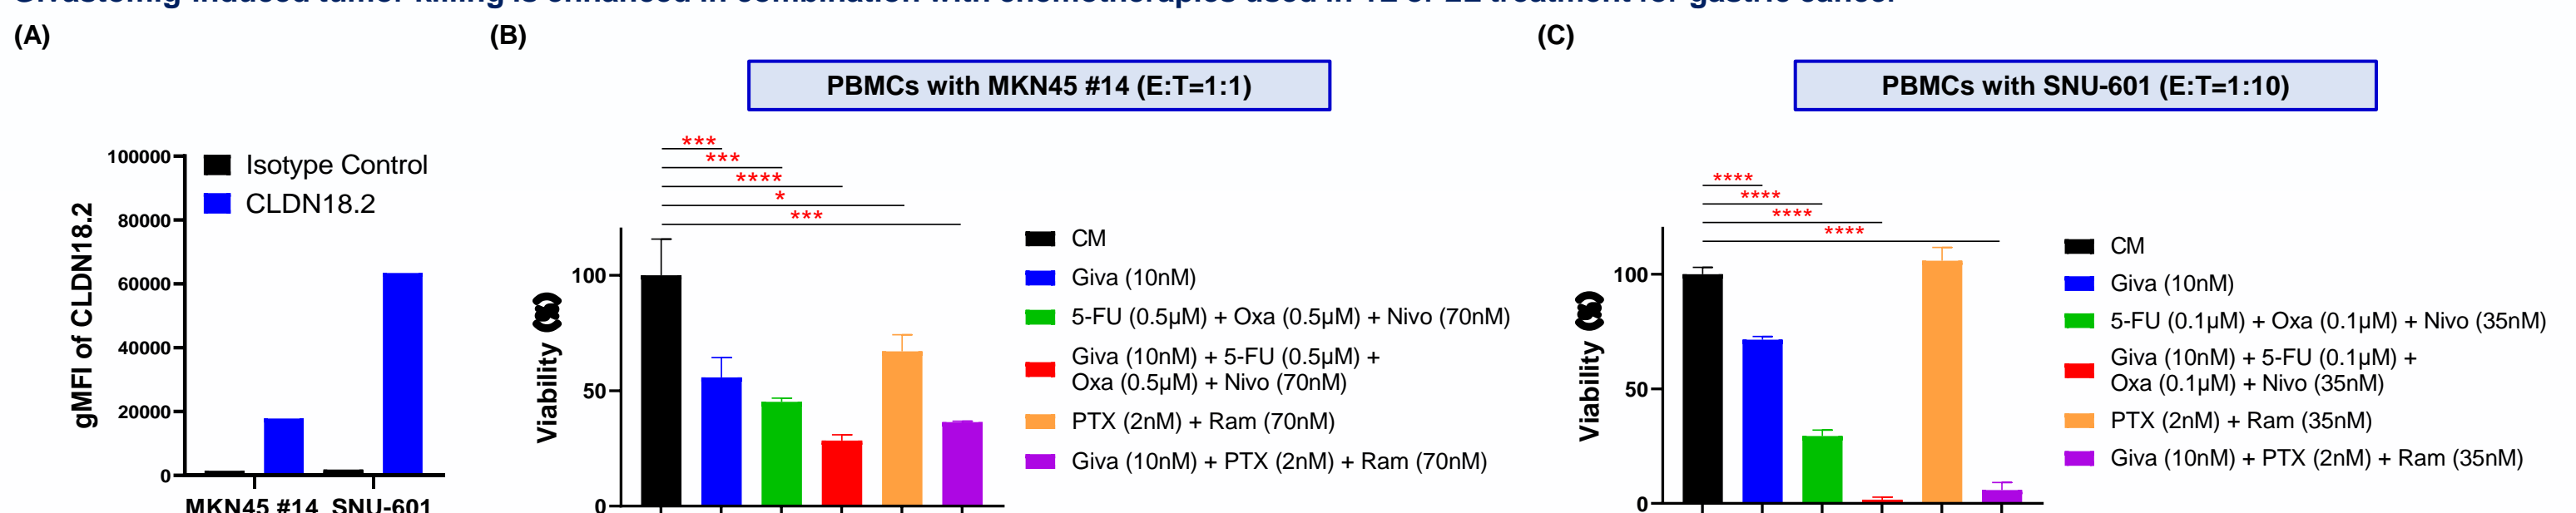 (A)
(B)
(C)
PBMCs with MKN45 #14 (E:T=1:1)
PBMCs with SNU-601 (E:T=1:10)
gMFI of CLDN18.2
100000
80000
60000
40000
20000
0
Isotype Control
CLDN18.2
MKN45 #14 SNU-601
***
***
****
*
***
Viability
100
50
0
CM
Giva (10nM)
5-FU (0.5µM) + Oxa (0.5µM) + Nivo (70nM)
Giva (10nM) + 5-FU (0.5µM) +
Oxa (0.5µM) + Nivo (70nM)
PTX (2nM) + Ram (70nM)
Giva (10nM) + PTX (2nM) + Ram (70nM)
****
****
****
****
Viability
100
50
0
CM
Giva (10nM)
5-FU (0.1µM) + Oxa (0.1µM) + Nivo (35nM)
Giva (10nM) + 5-FU (0.1µM) +
Oxa (0.1µM) + Nivo (35nM)
PTX (2nM) + Ram (35nM)
Giva (10nM) + PTX (2nM) + Ram (35nM)